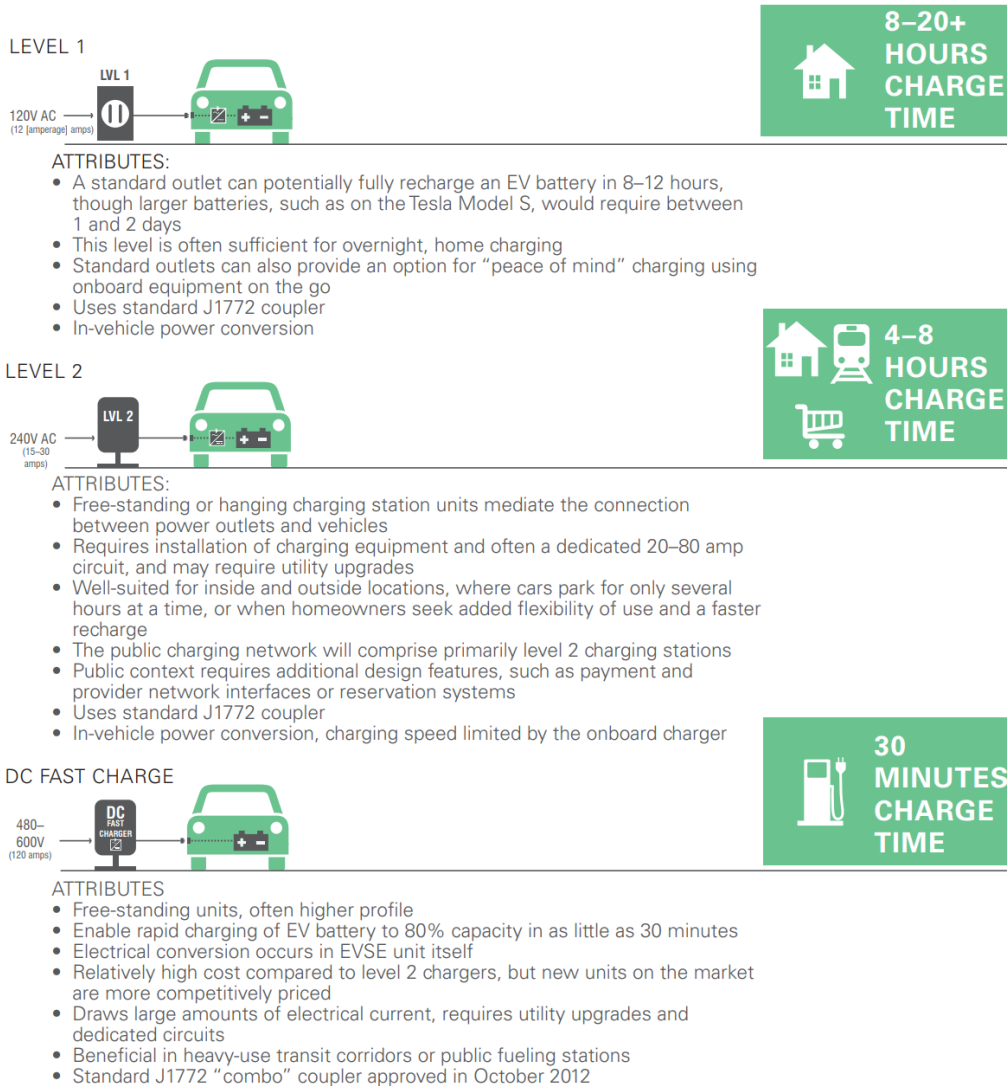 LEVEL 1
LVL 1
120V AC
(12 [amperage] amps)
8–20+
HOURS
CHARGE
TIME
ATTRIBUTES:
• A standard outlet can potentially fully recharge an EV battery in 8–12 hours,
though larger batteries, such as on the Tesla Model S, would require between
1 and 2 days
• This level is often sufficient for overnight, home charging
• Standard outlets can also provide an option for “peace of mind” charging using
onboard equipment on the go
• Uses standard J1772 coupler
• In-vehicle power conversion
LEVEL 2
LVL 2
240V AC
(15–30
amps)
4–8
HOURS
CHARGE
TIME
ATTRIBUTES:
• Free-standing or hanging charging station units mediate the connection
between power outlets and vehicles
• Requires installation of charging equipment and often a dedicated 20–80 amp
circuit, and may require utility upgrades
• Well-suited for inside and outside locations, where cars park for only several
hours at a time, or when homeowners seek added flexibility of use and a faster
recharge
• The public charging network will comprise primarily level 2 charging stations
• Public context requires additional design features, such as payment and
provider network interfaces or reservation systems
• Uses standard J1772 coupler
• In-vehicle power conversion, charging speed limited by the onboard charger
DC FAST CHARGE
DC
FAST
CHARGER
480–
600V
(120 amps)
30
MINUTES
CHARGE
TIME
ATTRIBUTES
• Free-standing units, often higher profile
• Enable rapid charging of EV battery to 80% capacity in as little as 30 minutes
• Electrical conversion occurs in EVSE unit itself
• Relatively high cost compared to level 2 chargers, but new units on the market
are more competitively priced
• Draws large amounts of electrical current, requires utility upgrades and
dedicated circuits
• Beneficial in heavy-use transit corridors or public fueling stations
• Standard J1772 “combo” coupler approved in October 2012